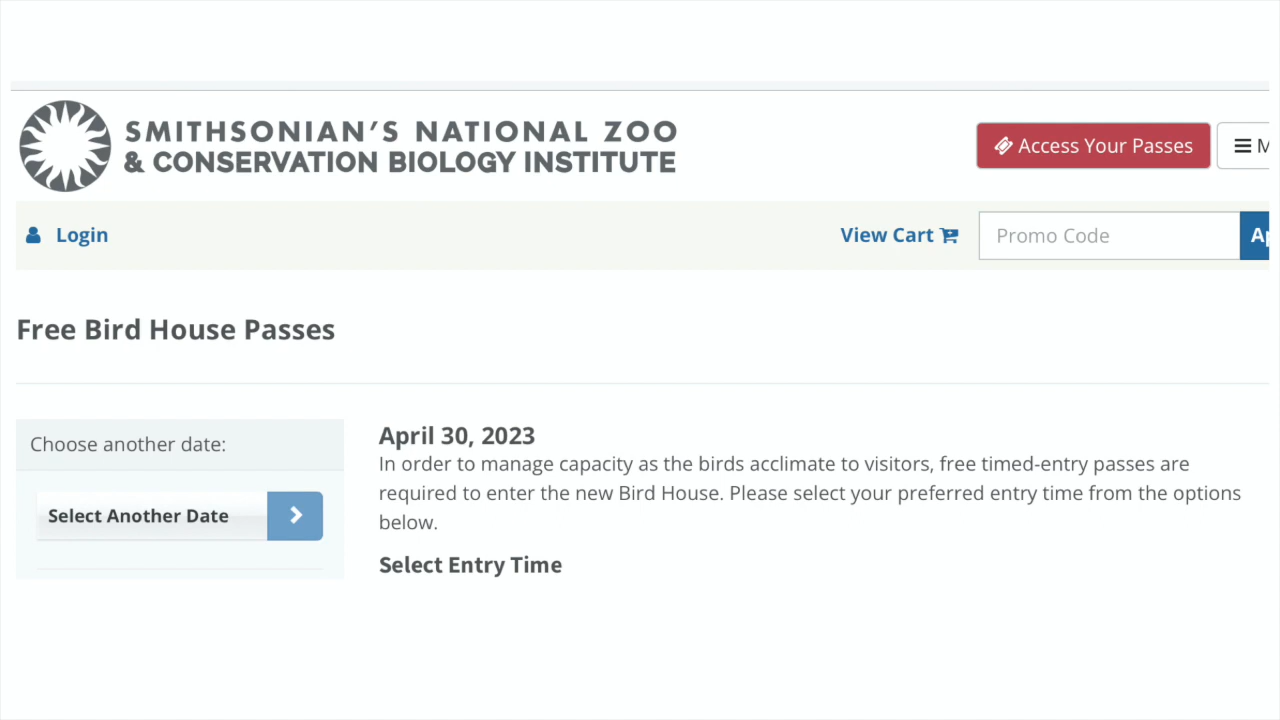 SMITHSONIAN'S NATIONAL ZOO
& CONSERVATION BIOLOGY INSTITUTE
Access Your Passes
Login
View Cart
Promo Code
Free Bird House Passes
Choose another date:
April 30, 2023
In order to manage capacity as the birds acclimate to visitors, free timed-entry passes are
required to enter the new Bird House. Please select your preferred entry time from the options
below.
Select Another Date
Select Entry Time